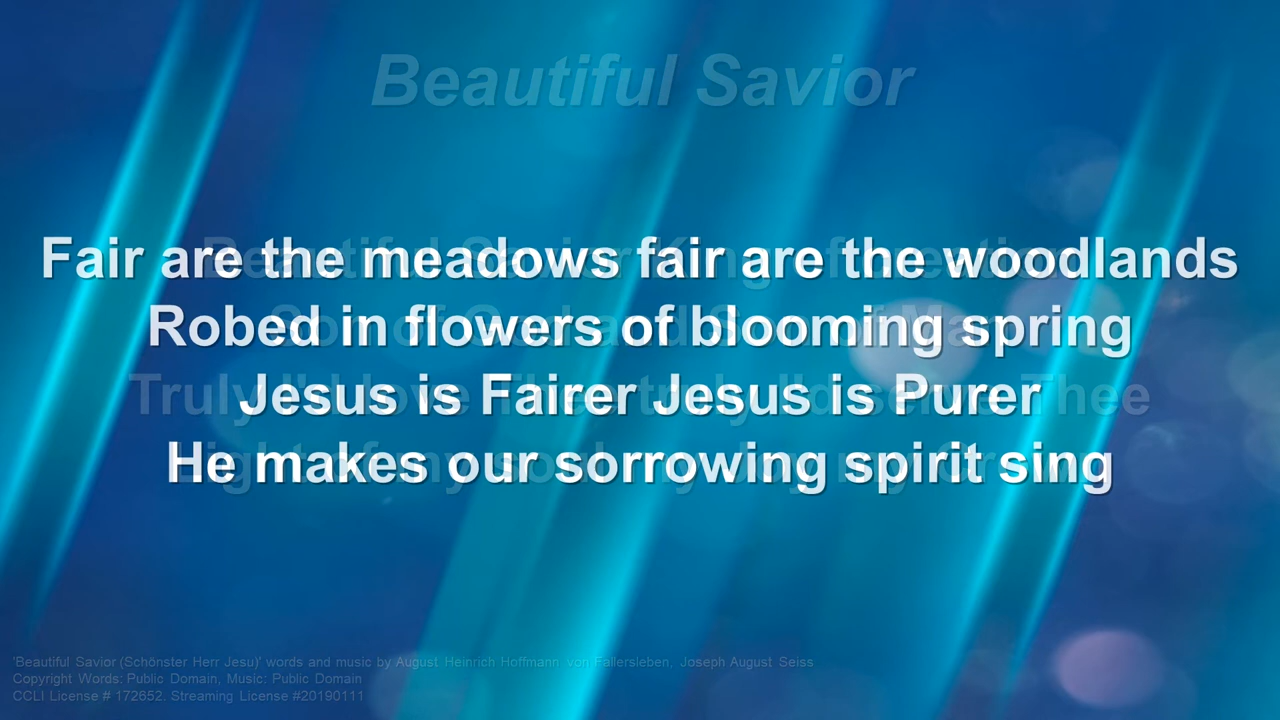 Beautiful Savior
Fair are the meadows fair are the woodlands
Robed in flowers of blooming spring
Jesus is Fairer Jesus is Purer
He makes our sorrowing spirit sing
'Beautiful Savior (Schönster Herr Jesu)' words and music by August Heinrich Hoffmann von Fallersleben, Joseph August Seiss
Copyright Words: Public Domain, Music: Public Domain
CCLI License # 172652. Streaming License #20190111